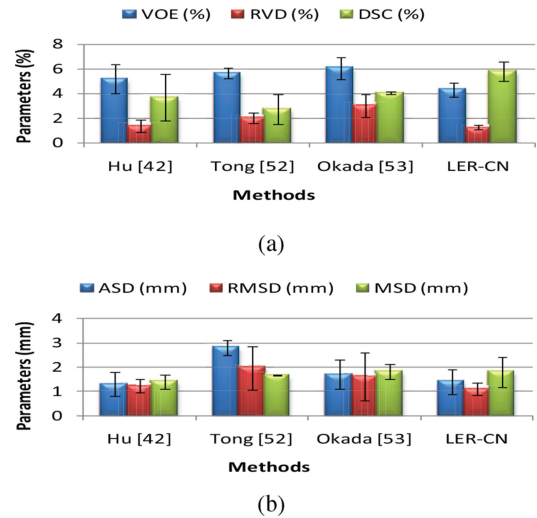 VOE (%) RVD (%) DSC (%)
Parameters (%)
8
6
4
2
0
Hu [42] Tong [52] Okada [53] LER-CN
Methods
(a)
ASD (mm) RMSD (mm) MSD (mm)
Parameters (mm)
4
3
2
1
0
Hu [42] Tong [52] Okada [53] LER-CN
Methods
(b)